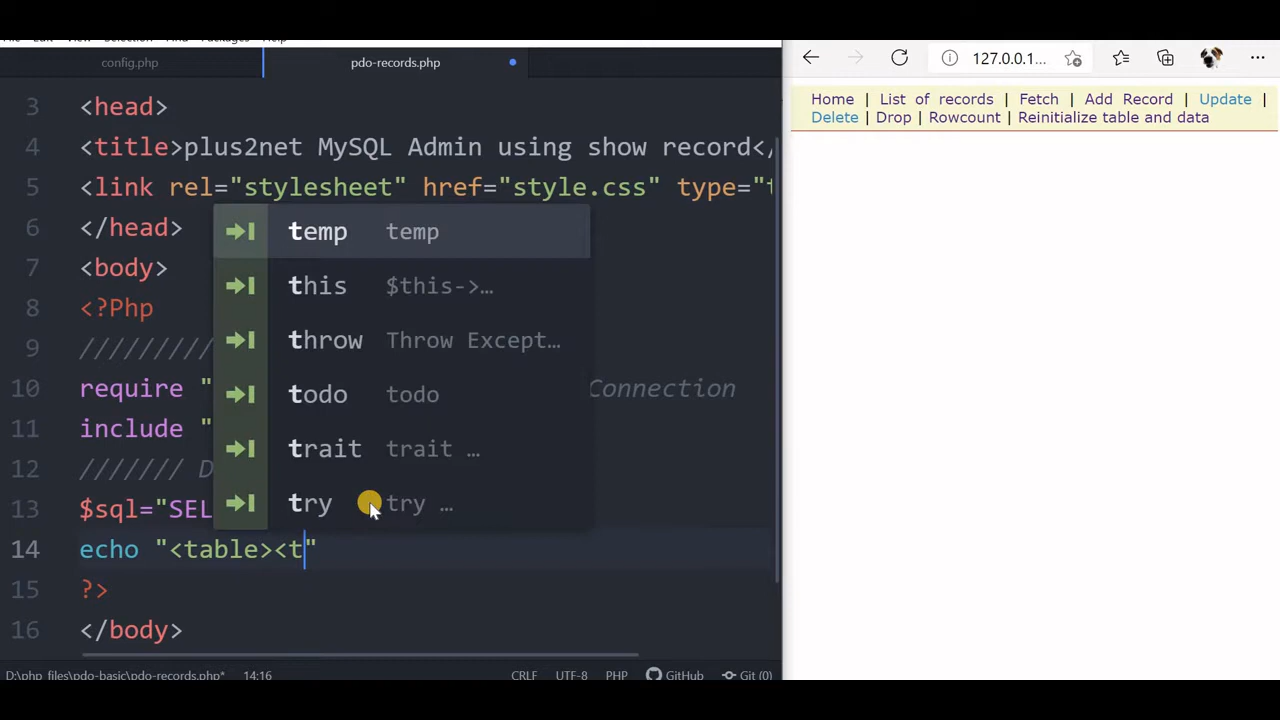 config.php
pdo-records.php
127.0.0.1...
Home | List of records | Fetch | Add Record | Update |
Delete | Drop | Rowcount | Reinitialize table and data
3 <head>
4 <title>plus2net MySQL Admin using show record</
5 <link rel="stylesheet" href="style.css" type="t
6 </head>
7 <body>
8 <?Php
9 /////////
10 require " Connection
11 include "
12 /////// D
13 $sql="SEL
14 echo "<table><t"
15 ?>
16 </body>
temp temp
this $this->…
throw Throw Except…
todo todo
trait trait …
try try …
D:\php_files\pdo-basic\pdo-records.php* 14:16 CRLF UTF-8 PHP GitHub Git (0)